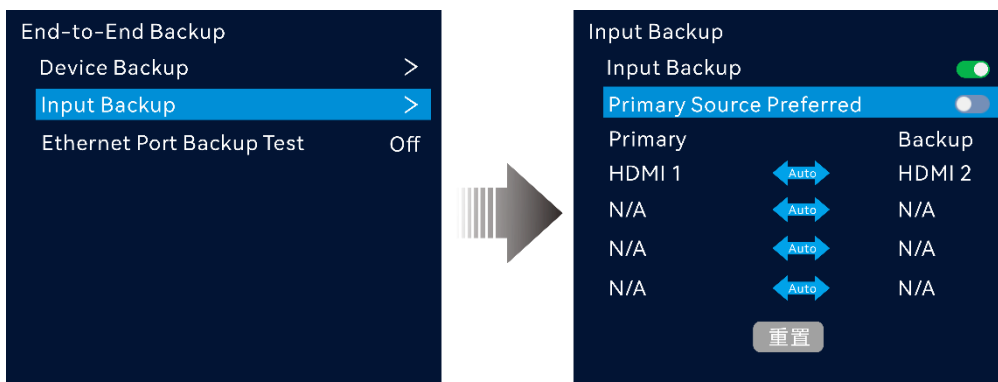 End-to-End Backup
Device Backup >
Input Backup >
Ethernet Port Backup Test Off
Input Backup
Input Backup
Primary Source Preferred
Primary Backup
HDMI 1 Auto HDMI 2
N/A Auto N/A
N/A Auto N/A
N/A Auto N/A
重置